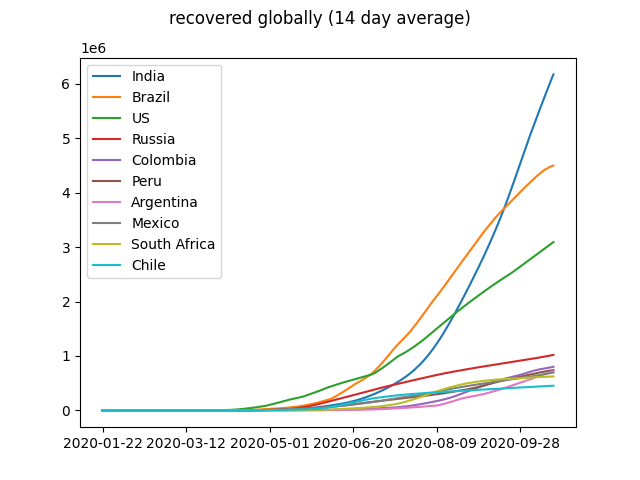 recovered globally (14 day average)
1e6
6
5
4
3
2
1
0
India
Brazil
US
Russia
Colombia
Peru
Argentina
Mexico
South Africa
Chile
2020-01-22 2020-03-12 2020-05-01 2020-06-20 2020-08-09 2020-09-28